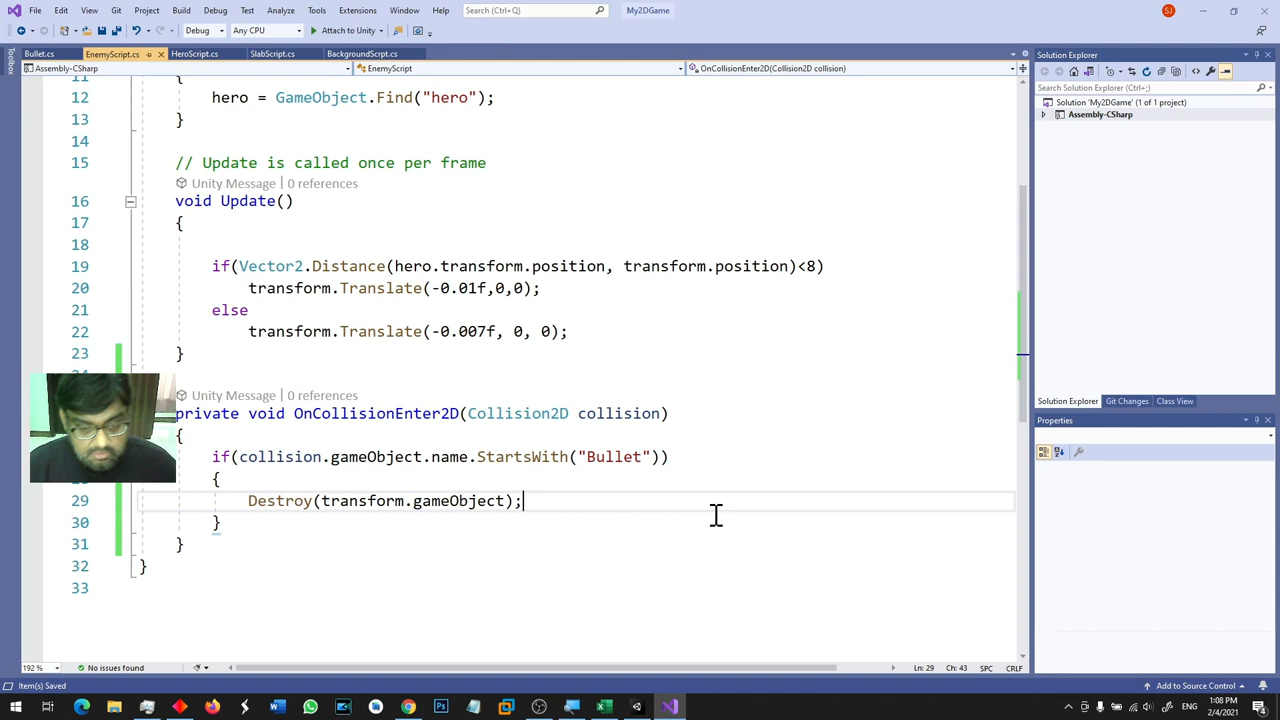 File Edit View Git Project Build Debug Test Analyze Tools Extensions Window Help Search (Ctrl+Q) My2DGame SJ
Debug Any CPU Attach to Unity
Toolbox
Bullet.cs EnemyScript.cs HeroScript.cs SlabScript.cs BackgroundScrpt.cs
Assembly-CSharp EnemyScript OnCollisionEnter2D(Collision2D collision)
11 {
12 hero = GameObject.Find("hero");
13 }
14
15 // Update is called once per frame
Unity Message | 0 references
16 void Update()
17 {
18
19 if(Vector2.Distance(hero.transform.position, transform.position)<8)
20 transform.Translate(-0.01f,0,0);
21 else
22 transform.Translate(-0.007f, 0, 0);
23 }
Unity Message | 0 references
private void OnCollisionEnter2D(Collision2D collision)
{
if(collision.gameObject.name.StartsWith("Bullet"))
{
29 Destroy(transform.gameObject);
30 }
31 }
32 }
33
192 % No issues found Ln: 29 Ch: 43 SPC CRLF
Solution Explorer
Search Solution Explorer (Ctrl+;)
Solution 'My2DGame' (1 of 1 project)
Assembly-CSharp
Solution Explorer Git Changes Class View
Properties
Item(s) Saved Add to Source Control
ENG 1:08 PM
2/4/2021